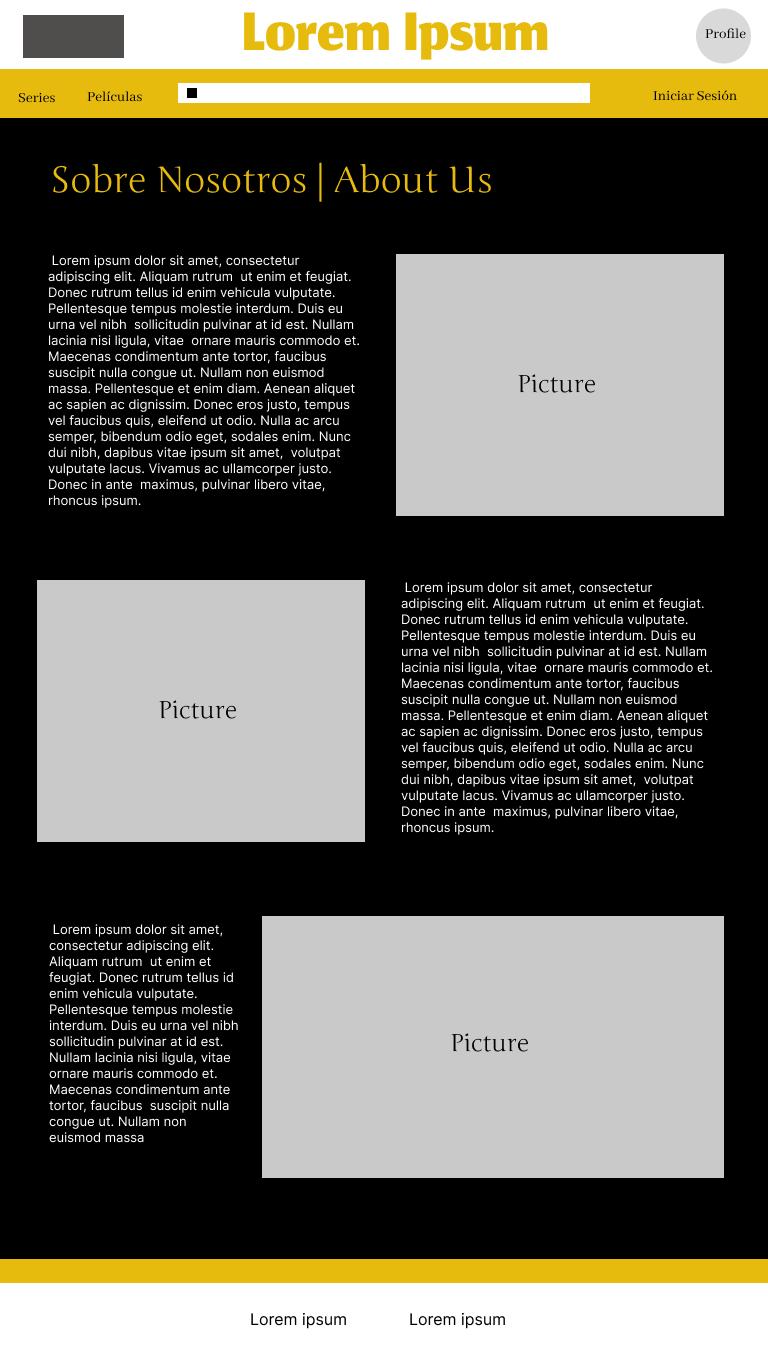 Lorem Ipsum
Profile
Series
Películas
Iniciar Sesión
Sobre Nosotros | About Us
Lorem ipsum dolor sit amet, consectetur
adipiscing elit. Aliquam rutrum  ut enim et feugiat.
Donec rutrum tellus id enim vehicula vulputate.
Pellentesque tempus molestie interdum. Duis eu
urna vel nibh  sollicitudin pulvinar at id est. Nullam
lacinia nisi ligula, vitae  ornare mauris commodo et.
Maecenas condimentum ante tortor, faucibus
suscipit nulla congue ut. Nullam non euismod
massa. Pellentesque et enim diam. Aenean aliquet
ac sapien ac dignissim. Donec eros justo, tempus
vel faucibus quis, eleifend ut odio. Nulla ac arcu
semper, bibendum odio eget, sodales enim. Nunc
dui nibh, dapibus vitae ipsum sit amet,  volutpat
vulputate lacus. Vivamus ac ullamcorper justo.
Donec in ante  maximus, pulvinar libero vitae,
rhoncus ipsum.
Picture
Picture
Lorem ipsum dolor sit amet, consectetur
adipiscing elit. Aliquam rutrum  ut enim et feugiat.
Donec rutrum tellus id enim vehicula vulputate.
Pellentesque tempus molestie interdum. Duis eu
urna vel nibh  sollicitudin pulvinar at id est. Nullam
lacinia nisi ligula, vitae  ornare mauris commodo et.
Maecenas condimentum ante tortor, faucibus
suscipit nulla congue ut. Nullam non euismod
massa. Pellentesque et enim diam. Aenean aliquet
ac sapien ac dignissim. Donec eros justo, tempus
vel faucibus quis, eleifend ut odio. Nulla ac arcu
semper, bibendum odio eget, sodales enim. Nunc
dui nibh, dapibus vitae ipsum sit amet,  volutpat
vulputate lacus. Vivamus ac ullamcorper justo.
Donec in ante  maximus, pulvinar libero vitae,
rhoncus ipsum.
Lorem ipsum dolor sit amet,
consectetur adipiscing elit.
Aliquam rutrum  ut enim et
feugiat. Donec rutrum tellus id
enim vehicula vulputate.
Pellentesque tempus molestie
interdum. Duis eu urna vel nibh
sollicitudin pulvinar at id est.
Nullam lacinia nisi ligula, vitae
ornare mauris commodo et.
Maecenas condimentum ante
tortor, faucibus  suscipit nulla
congue ut. Nullam non
euismod massa
Picture
Lorem ipsum
Lorem ipsum